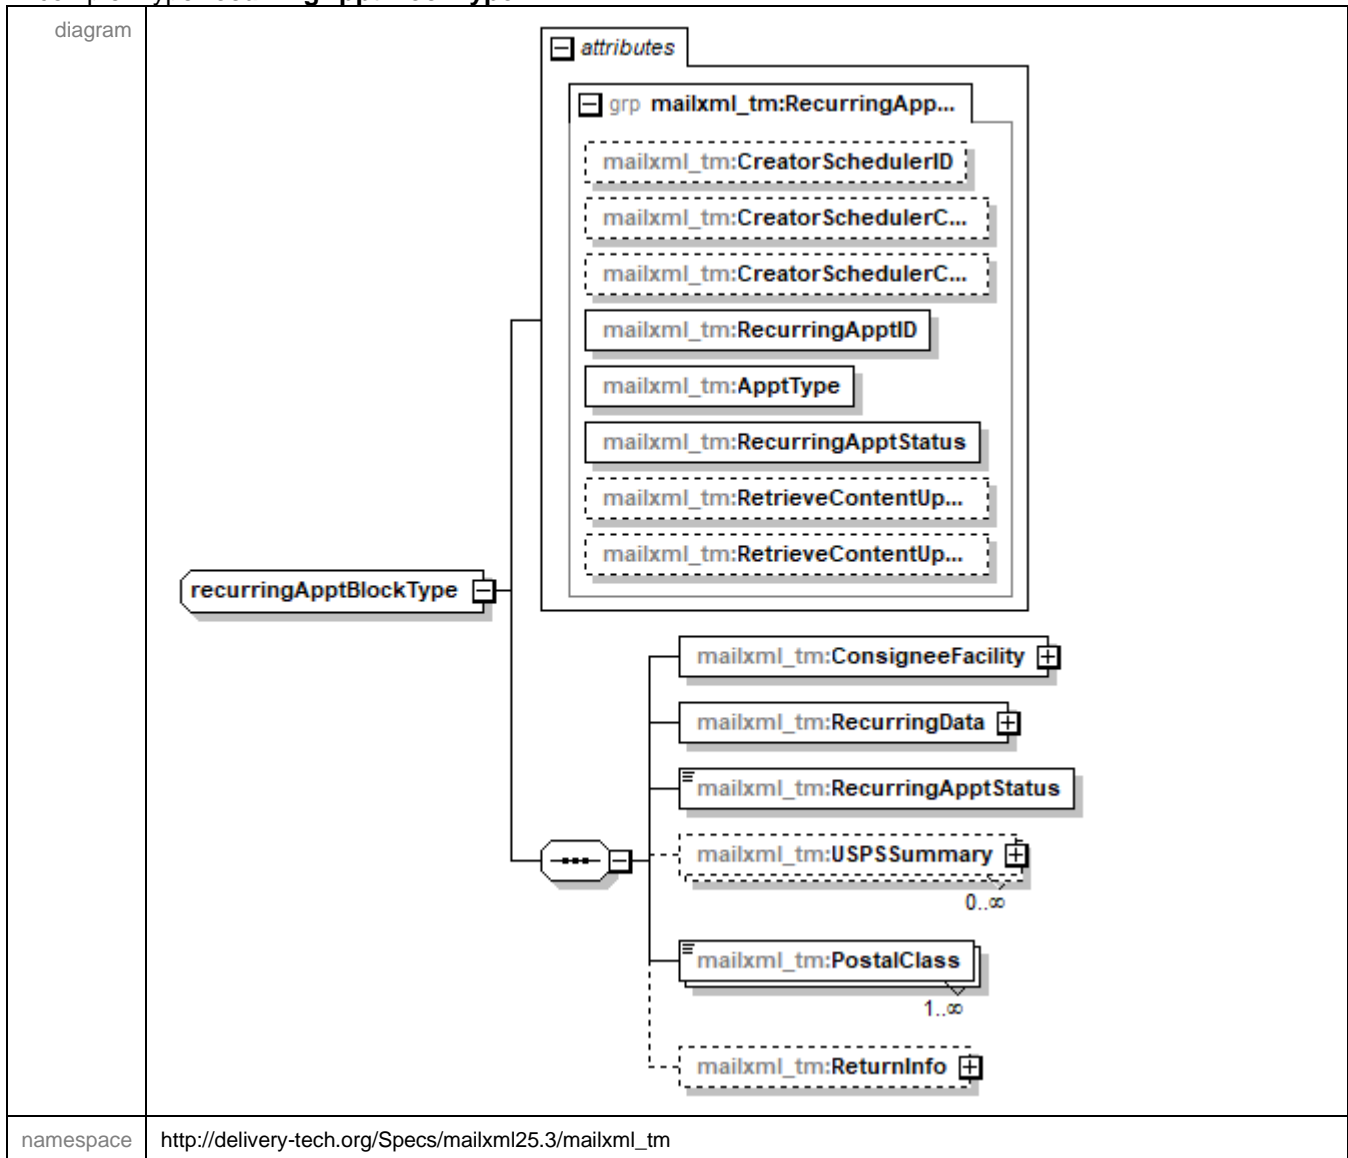 diagram
attributes
grp mailxml_tm:RecurringApp...
mailxml_tm:CreatorSchedulerID
mailxml_tm:CreatorSchedulerC...
mailxml_tm:CreatorSchedulerC...
mailxml_tm:RecurringApptID
mailxml_tm:ApptType
mailxml_tm:RecurringApptStatus
mailxml_tm:RetrieveContentUp...
mailxml_tm:RetrieveContentUp...
recurringApptBlockType
mailxml_tm:ConsigneeFacility
mailxml_tm:RecurringData
mailxml_tm:RecurringApptStatus
mailxml_tm:USPSSummary
0..∞
mailxml_tm:PostalClass
1..∞
mailxml_tm:ReturnInfo
namespace http://delivery-tech.org/Specs/mailxml25.3/mailxml_tm